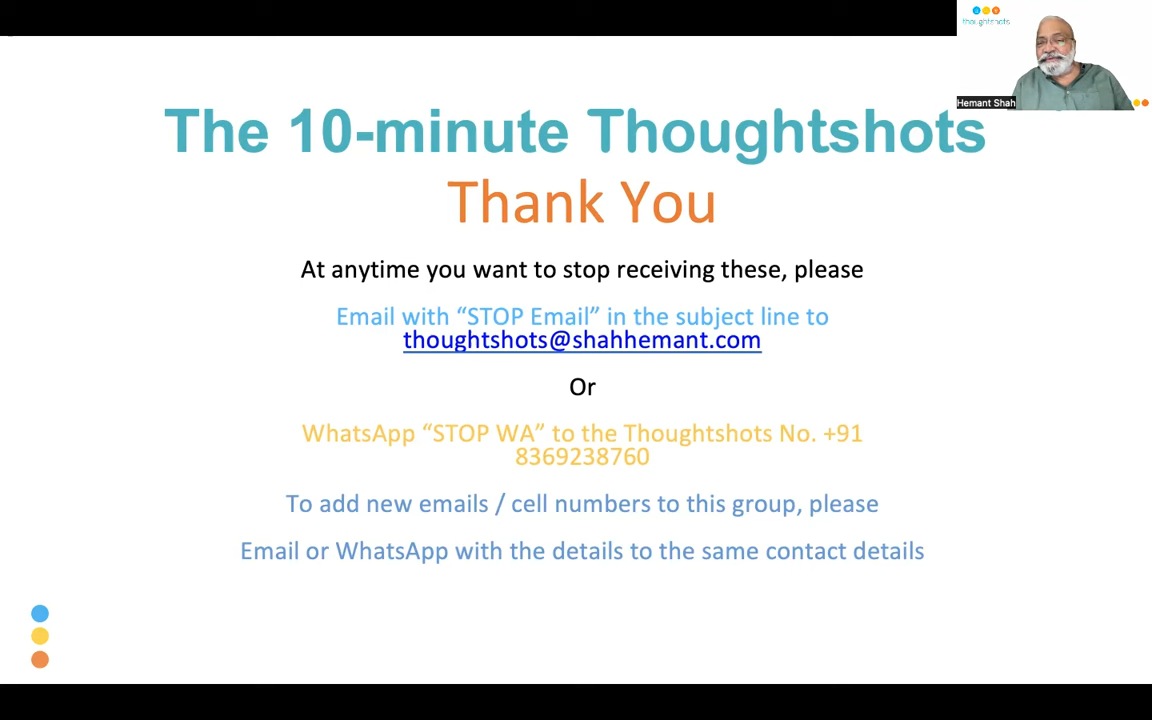 thoughtshots
Hemant Shah
The 10-minute Thoughtshots
Thank You
At anytime you want to stop receiving these, please
Email with “STOP Email” in the subject line to
thoughtshots@shahhemant.com
Or
WhatsApp “STOP WA” to the Thoughtshots No. +91
8369238760
To add new emails / cell numbers to this group, please
Email or WhatsApp with the details to the same contact details